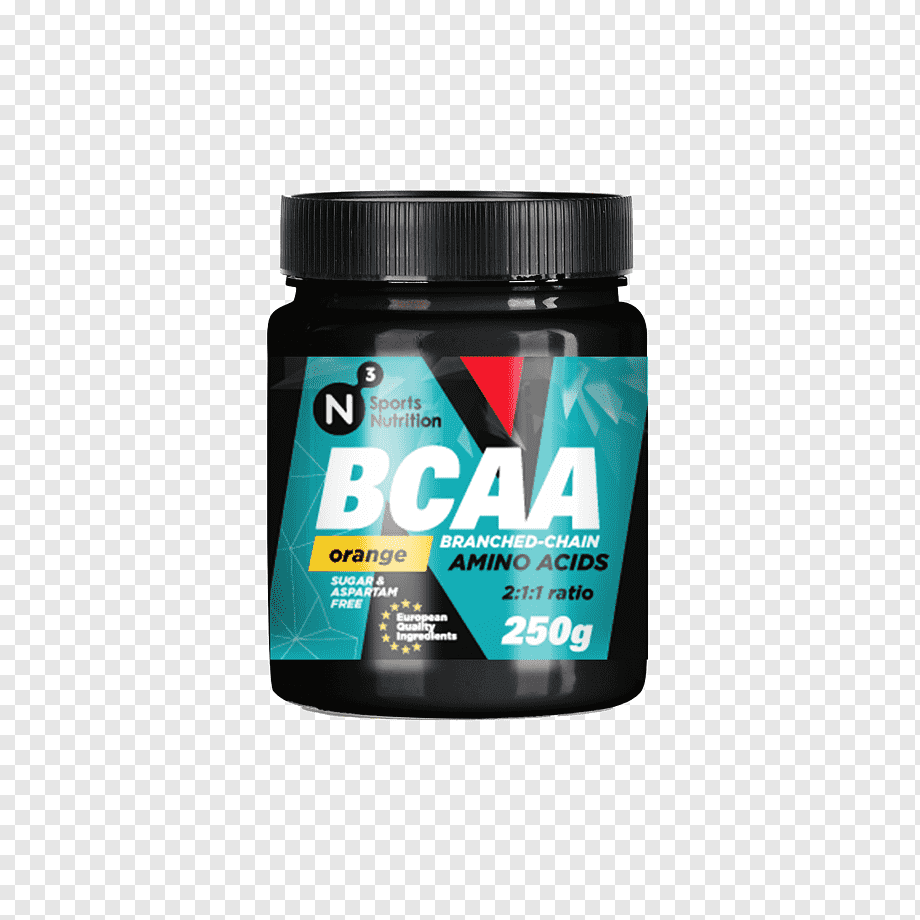 N3
Sports
Nutrition
BCAA
BRANCHED-CHAIN
orange
AMINO ACIDS
SUGAR &
ASPARTAM
FREE
2:1:1 ratio
European
Quality
Ingredients
250g